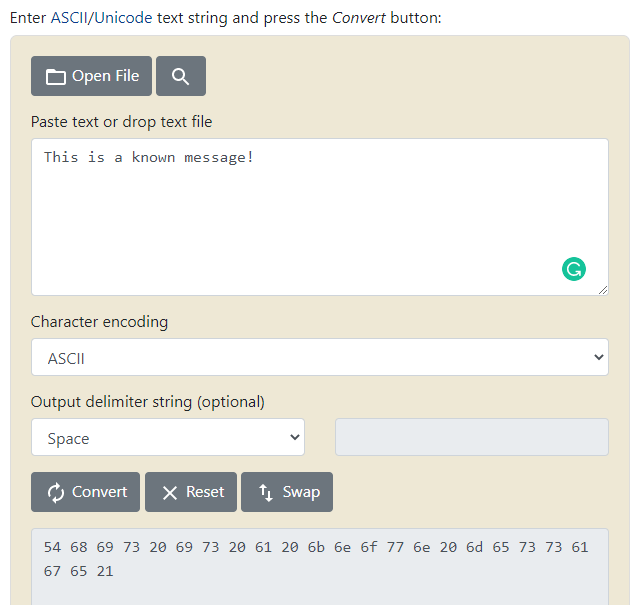 Enter ASCII/Unicode text string and press the Convert button:
Open File
Paste text or drop text file
This is a known message!
Character encoding
ASCII
Output delimiter string (optional)
Space
Convert Reset Swap
54 68 69 73 20 69 73 20 61 20 6b 6e 6f 77 6e 20 6d 65 73 73 61
67 65 21